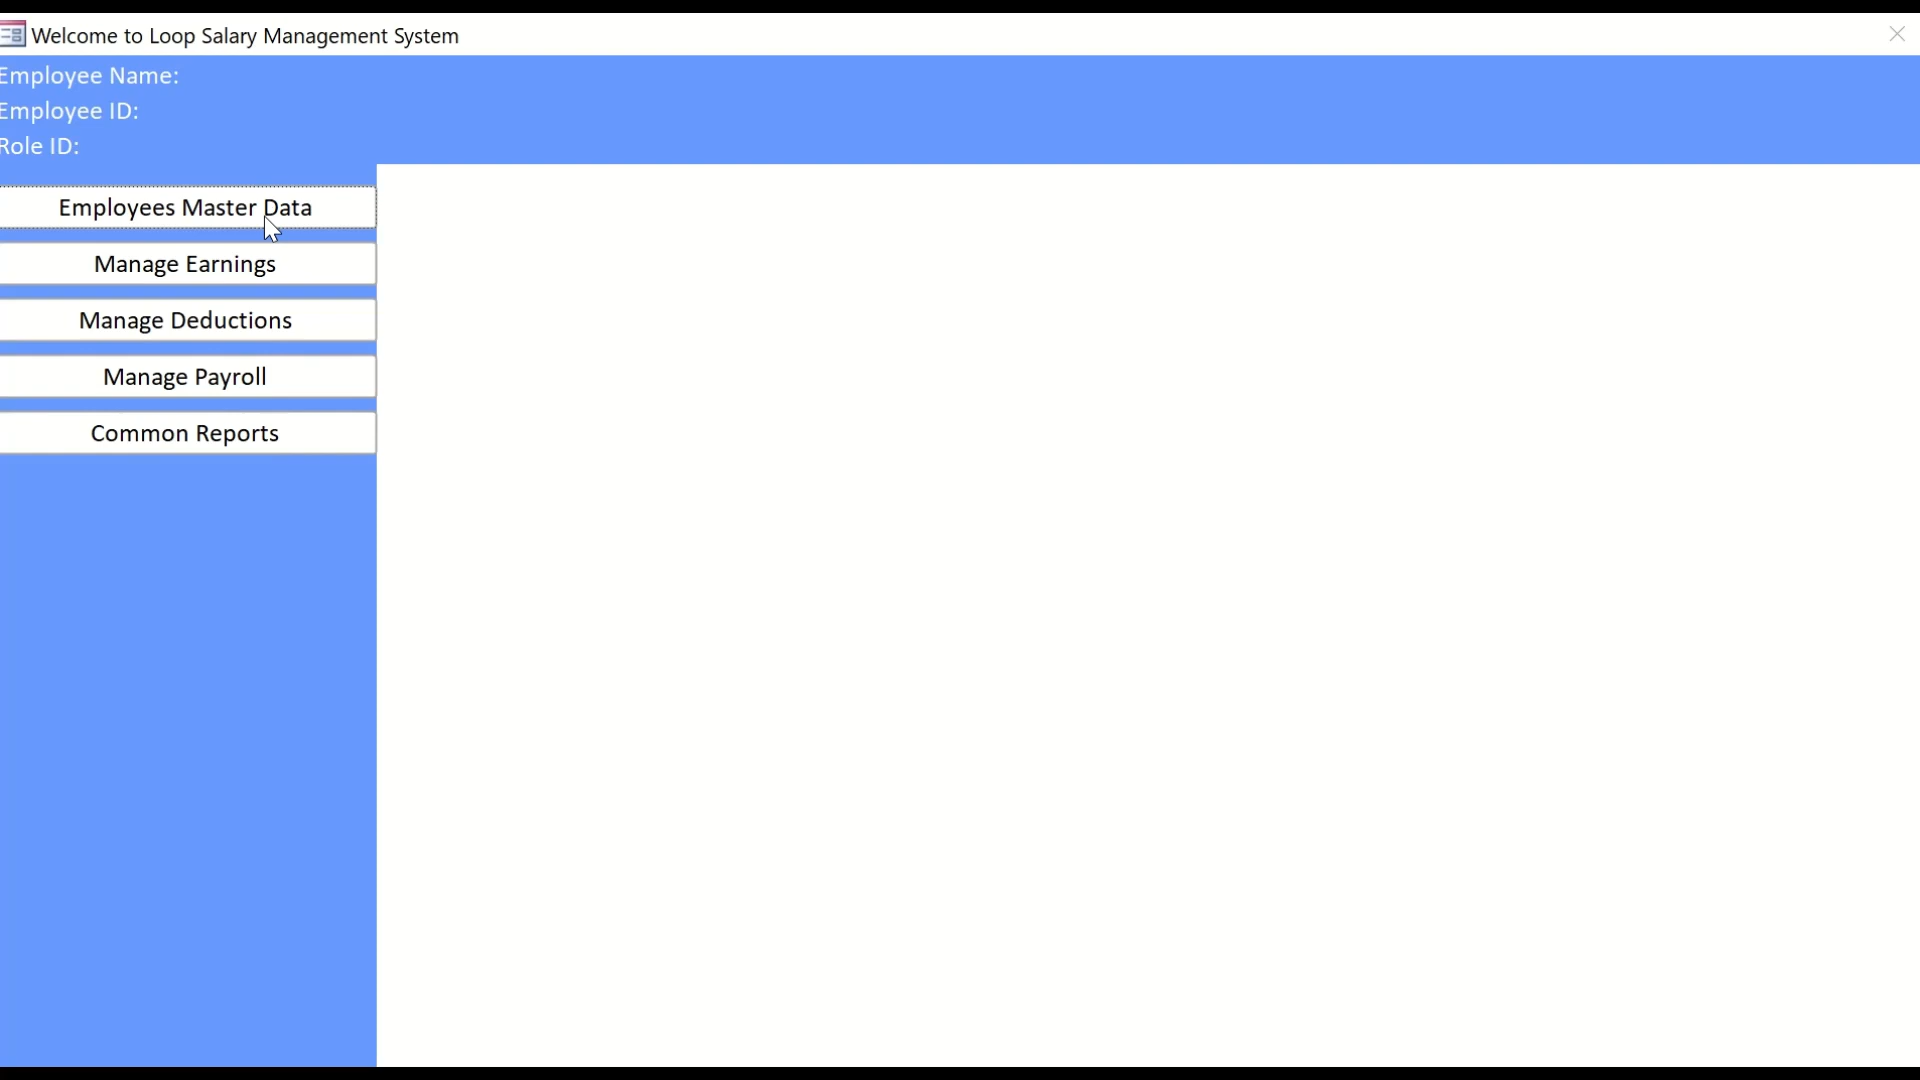 Welcome to Loop Salary Management System
Employee Name:
Employee ID:
Role ID:
Employees Master Data
Manage Earnings
Manage Deductions
Manage Payroll
Common Reports